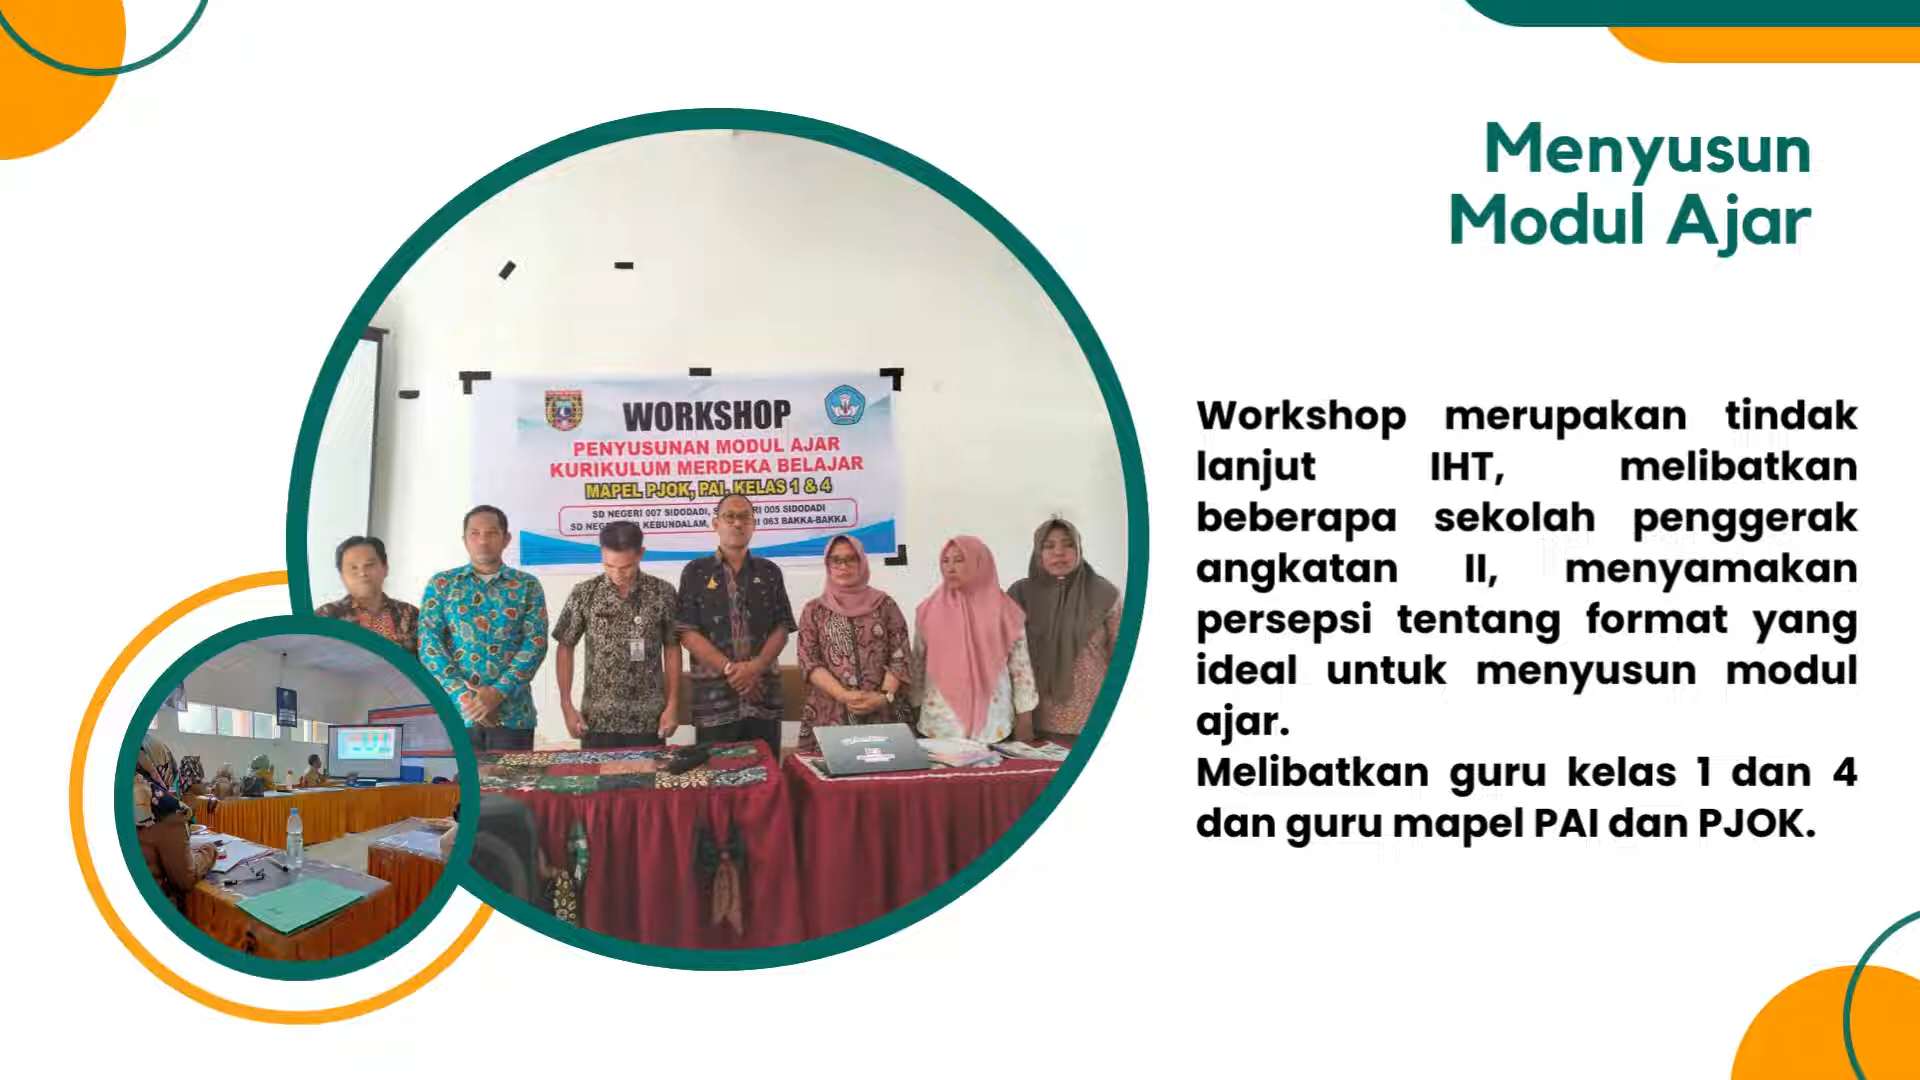 Menyusun
Modul Ajar
WORKSHOP
PENYUSUNAN MODUL AJAR
KURIKULUM MERDEKA BELAJAR
MAPEL PJOK, PAI, KELAS 1 & 4
SD NEGERI 007 SIDODADI, 005 SIDODADI
SD KEBUNDALAM, 063 BAKKA-BAKKA
Workshop merupakan tindak
lanjut IHT, melibatkan
beberapa sekolah penggerak
angkatan II, menyamakan
persepsi tentang format yang
ideal untuk menyusun modul
ajar.
Melibatkan guru kelas 1 dan 4
dan guru mapel PAI dan PJOK.